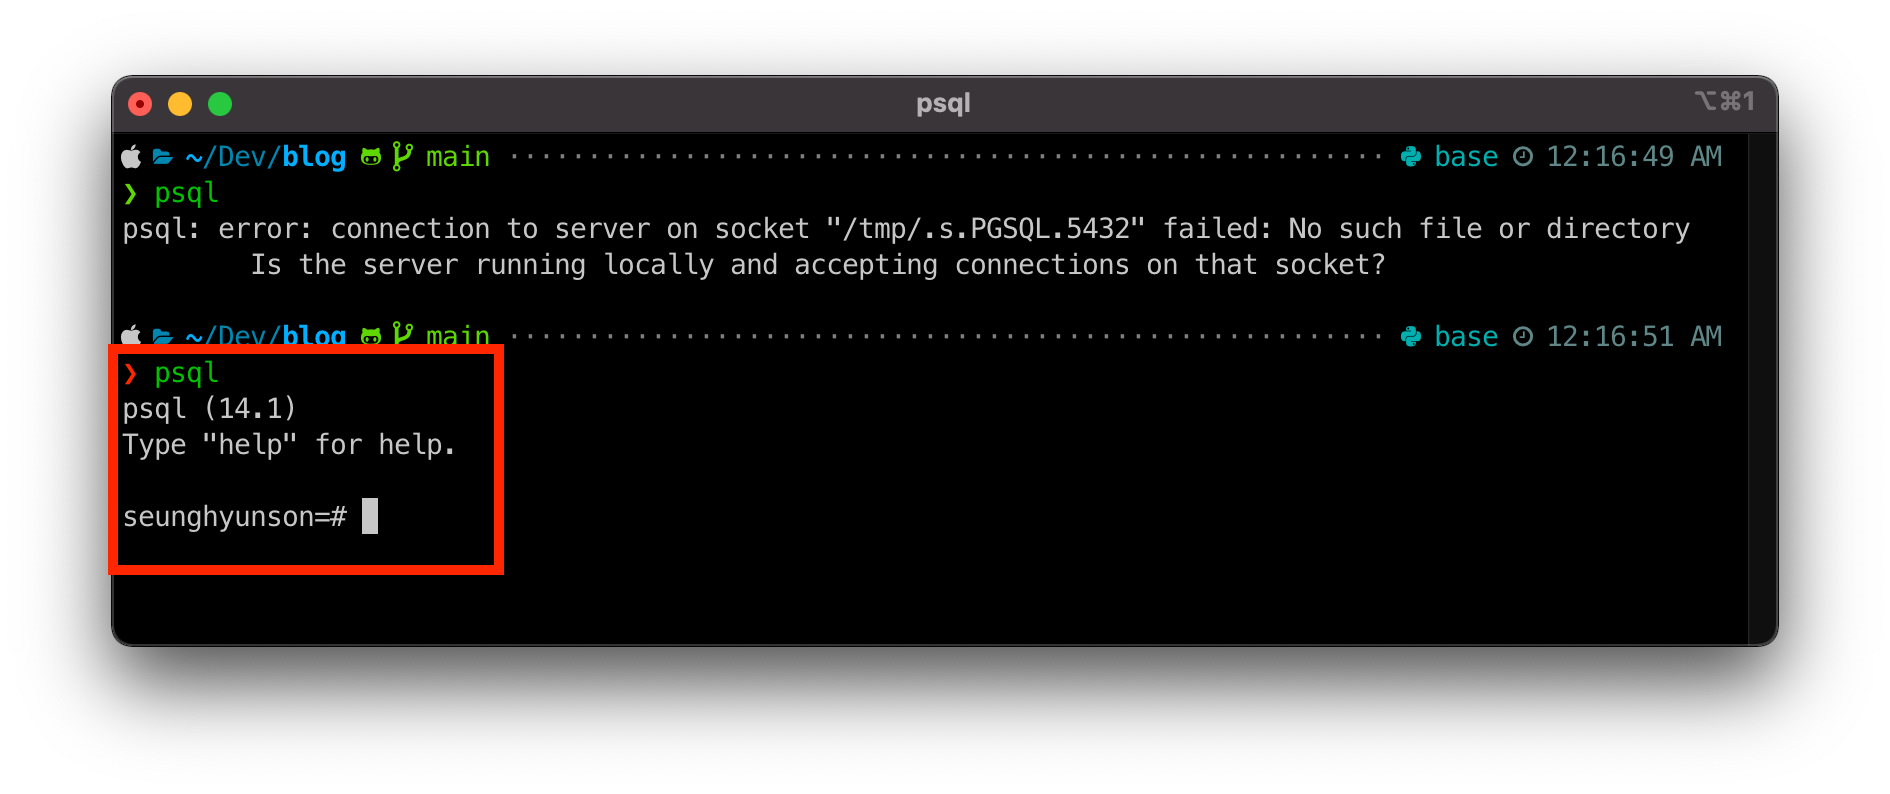 psql
⌥⌘1
~/Dev/blog main ························································ base 12:16:49 AM
❯ psql
psql: error: connection to server on socket "/tmp/.s.PGSQL.5432" failed: No such file or directory
Is the server running locally and accepting connections on that socket?
~/Dev/blog main ························································ base 12:16:51 AM
❯ psql
psql (14.1)
Type "help" for help.
seunghyunson=#